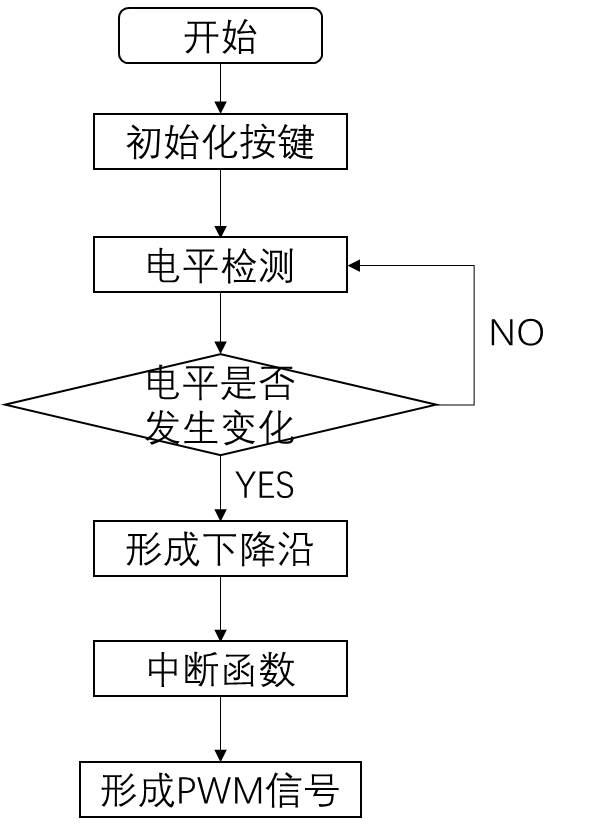 开始
初始化按键
电平检测
NO
电平是否
发生变化
YES
形成下降沿
中断函数
形成PWM信号